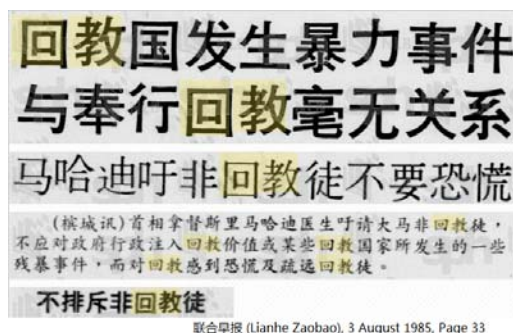 回教国发生暴力事件
与奉行回教毫无关系
马哈迪吁非回教徒不要恐慌
(槟城讯)首相拿督斯里马哈迪医生吁请大马非回教徒，
不应对政府行政注入回教价值或某些回教国家所发生的一些
残暴事件，而对回教感到恐慌及疏远回教徒。
不排斥非回教徒
联合早报 (Lianhe Zaobao), 3 August 1985, Page 33